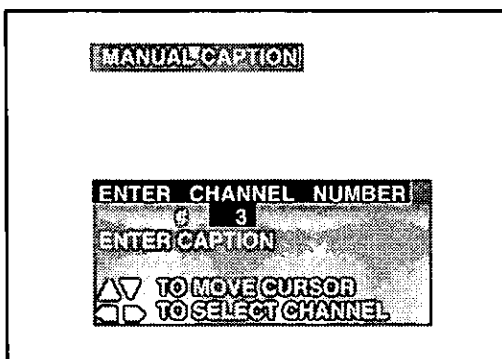 MANUAL CAPTION
ENTER CHANNEL NUMBER
¢ 3
ENTER CAPTION
△▽ TO MOVE CURSOR
◁▷ TO SELECT CHANNEL